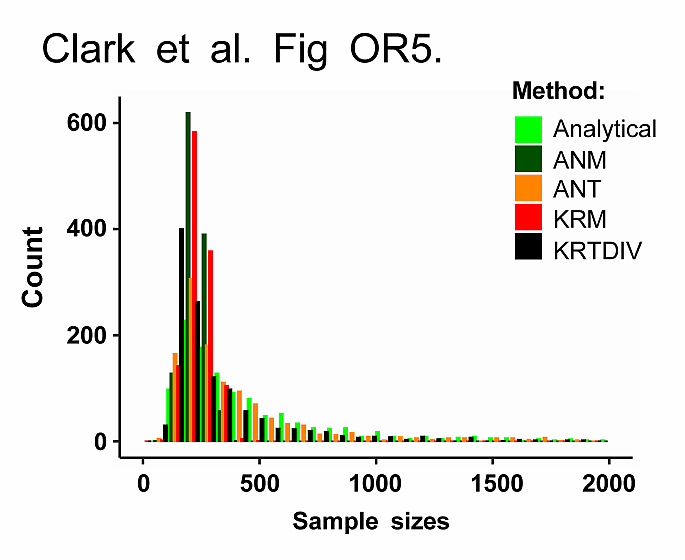 Clark et al. Fig OR5.
Method:
Analytical
ANM
ANT
KRM
KRTDIV
600
400
200
0
Count
0 500 1000 1500 2000
Sample sizes